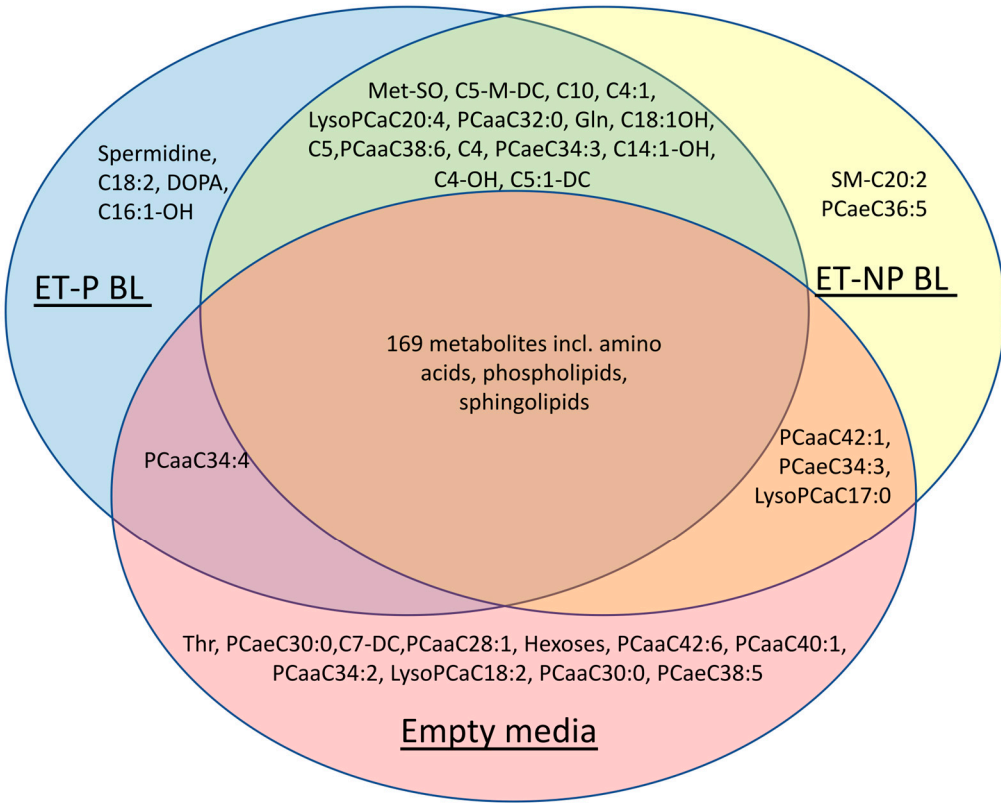 Met-SO, C5-M-DC, C10, C4:1,
LysoPCaC20:4, PCaaC32:0, Gln, C18:1OH,
C5,PCaaC38:6, C4, PCaeC34:3, C14:1-OH,
C4-OH, C5:1-DC
Spermidine,
C18:2, DOPA,
C16:1-OH
SM-C20:2
PCaeC36:5
ET-P BL
ET-NP BL
169 metabolites incl. amino
acids, phospholipids,
sphingolipids
PCaaC34:4
PCaaC42:1,
PCaeC34:3,
LysoPCaC17:0
Thr, PCaeC30:0,C7-DC,PCaaC28:1, Hexoses, PCaaC42:6, PCaaC40:1,
PCaaC34:2, LysoPCaC18:2, PCaaC30:0, PCaeC38:5
Empty media